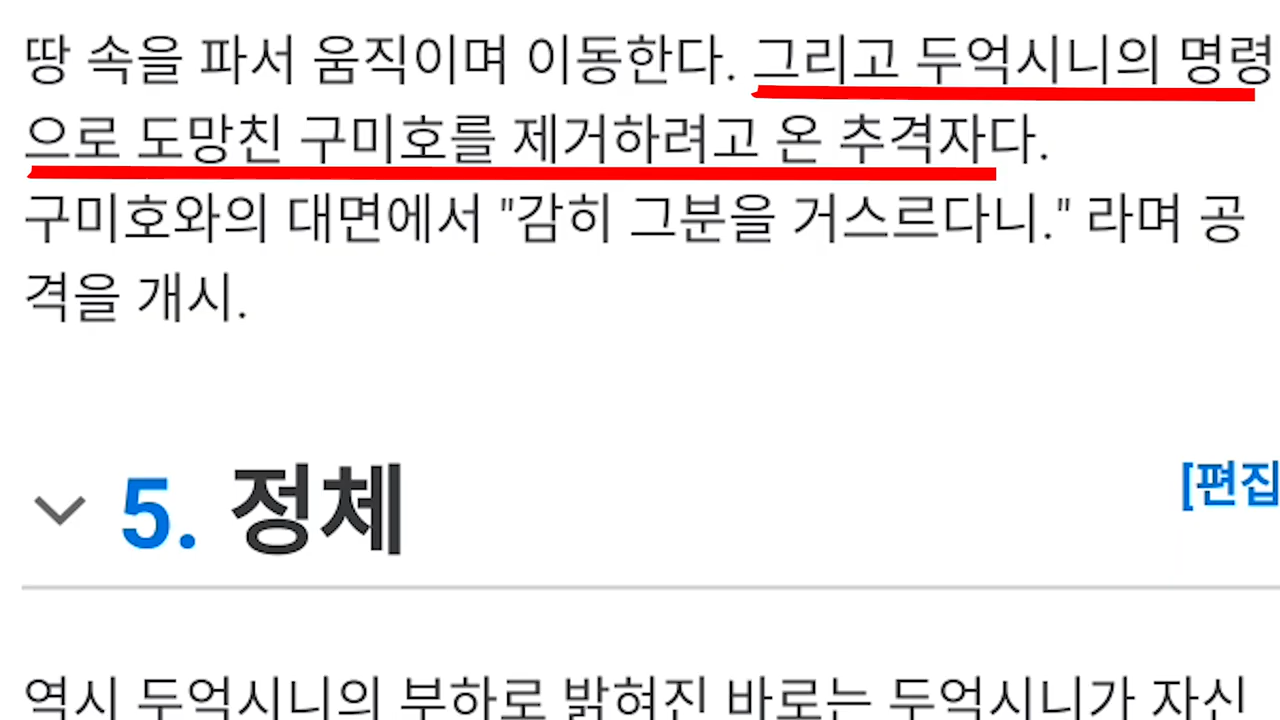 땅 속을 파서 움직이며 이동한다. 그리고 두억시니의 명령
으로 도망친 구미호를 제거하려고 온 추격자다.
구미호와의 대면에서 "감히 그분을 거스르다니." 라며 공
격을 개시.
5. 정체
[편집
역시 두억시니의 부하로 밝혀진 바로는 두억시니가 자신